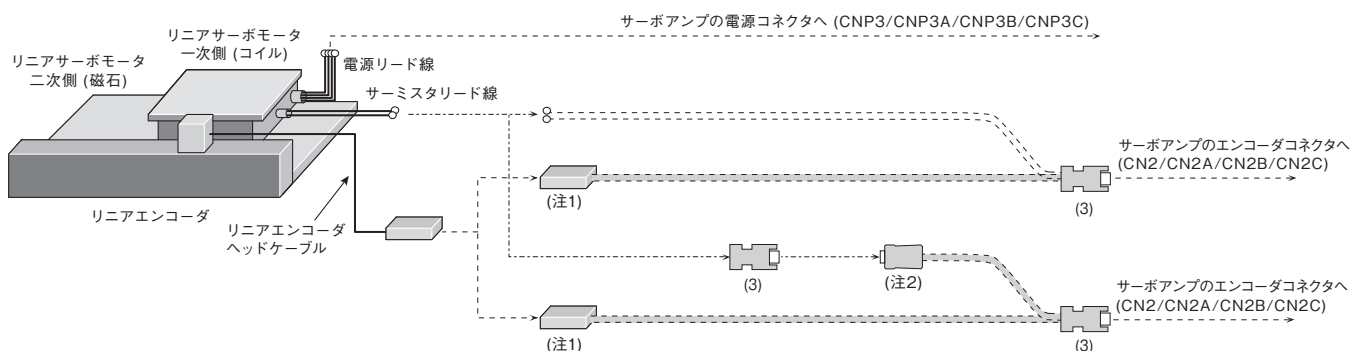 サーボアンプの電源コネクタへ (CNP3/CNP3A/CNP3B/CNP3C)
リニアサーボモータ
一次側 (コイル)
リニアサーボモータ
二次側 (磁石)
電源リード線
サーミスタリード線
サーボアンプのエンコーダコネクタへ
(CN2/CN2A/CN2B/CN2C)
(注1)
(3)
リニアエンコーダ
リニアエンコーダ
ヘッドケーブル
(3)
(注2)
サーボアンプのエンコーダコネクタへ
(CN2/CN2A/CN2B/CN2C)
(注1)
(3)